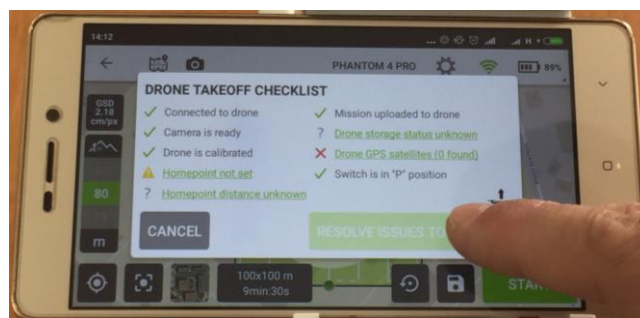 14:12
PHANTOM 4 PRO
89%
DRONE TAKEOFF CHECKLIST
GSD
2.18
cm/px
Connected to drone
Mission uploaded to drone
Camera is ready
? Drone storage status unknown
Drone is calibrated
Drone GPS satellites (0 found)
Homepoint not set
Switch is in "P" position
80
? Homepoint distance unknown
m
CANCEL
RESOLVE ISSUES TO
100x100 m
9min:30s